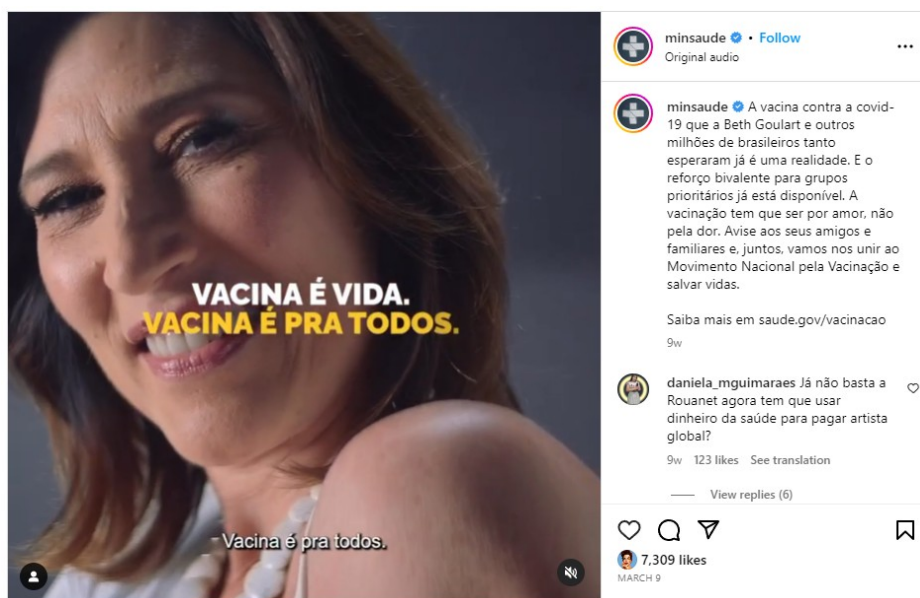 VACINA É VIDA.
VACINA É PRA TODOS.
Vacina é pra todos.
minsaude • Follow
Original audio
minsaude A vacina contra a covid-
19 que a Beth Goulart e outros
milhões de brasileiros tanto
esperaram já é uma realidade. E o
reforço bivalente para grupos
prioritários já está disponível. A
vacinação tem que ser por amor, não
pela dor. Avise aos seus amigos e
familiares e, juntos, vamos nos unir ao
Movimento Nacional pela Vacinação e
salvar vidas.
Saiba mais em saude.gov/vacinacao
9w
daniela_mguimaraes Já não basta a
Rouanet agora tem que usar
dinheiro da saúde para pagar artista
global?
9w 123 likes See translation
View replies (6)
7,309 likes
MARCH 9